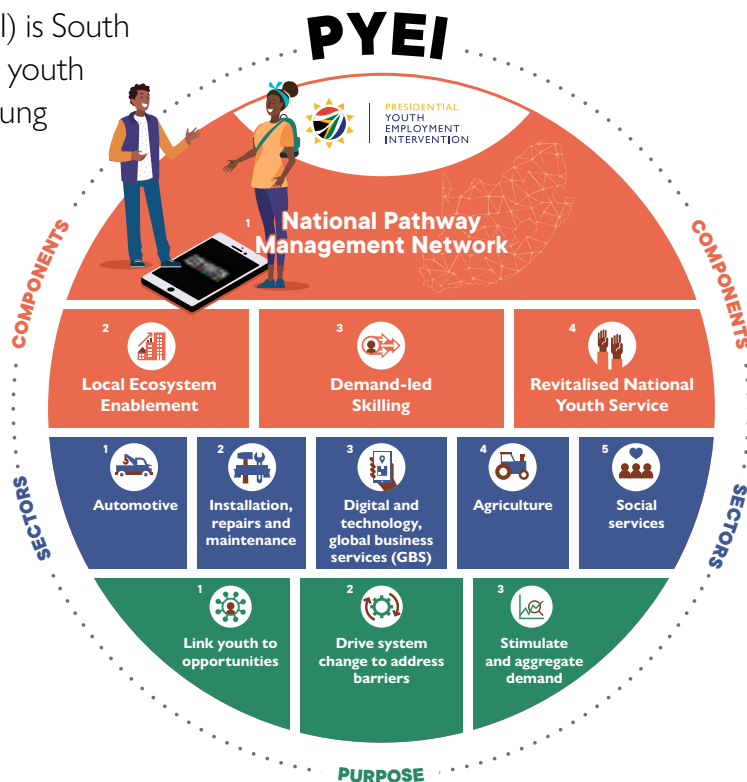 I) is South
youth
ung
PYEI
PRESIDENTIAL
YOUTH
EMPLOYMENT
INTERVENTION
COMPONENTS
COMPONENTS
1
National Pathway
Management Network
2
Local Ecosystem
Enablement
3
Demand-led
Skilling
4
Revitalised National
Youth Service
SECTORS
SECTORS
1
Automotive
2
Installation,
repairs and
maintenance
3
Digital and
technology,
global business
services (GBS)
4
Agriculture
5
Social
services
1
Link youth to
opportunities
2
Drive system
change to address
barriers
3
Stimulate
and aggregate
demand
PURPOSE